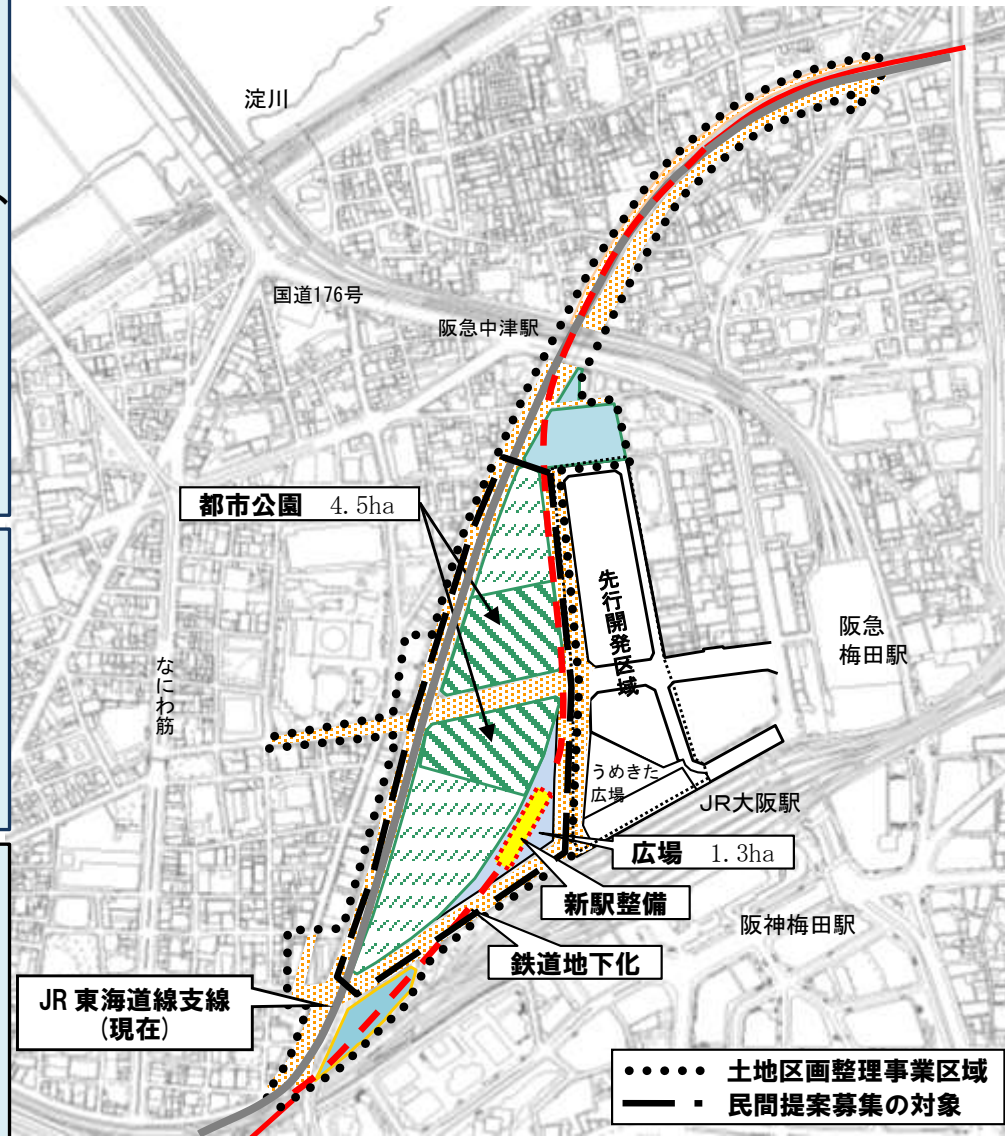 淀川
国道176号
阪急中津駅
都市公園 4.5ha
先行開発区域
阪急
梅田駅
なにわ筋
うめきた
広場
JR大阪駅
広場 1.3ha
新駅整備
阪神梅田駅
鉄道地下化
JR 東海道線支線
(現在)
土地区画整理事業区域
民間提案募集の対象